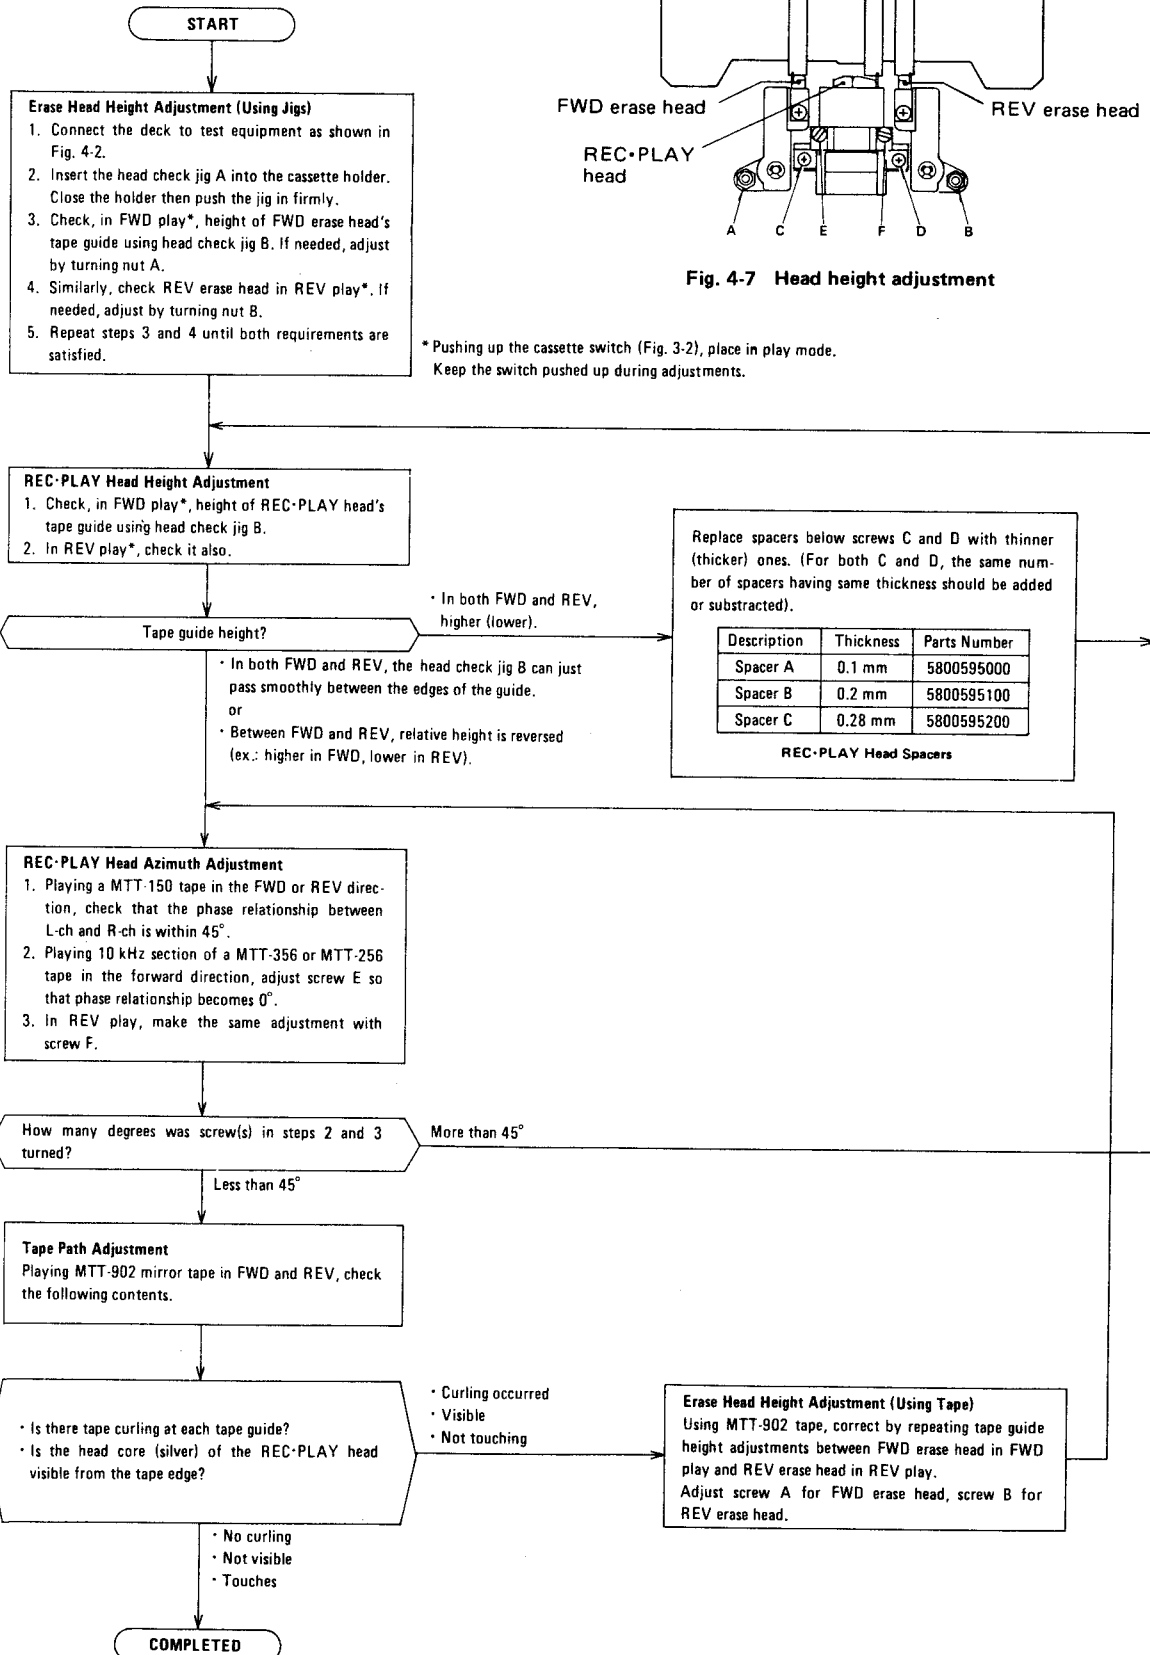 START
Erase Head Height Adjustment (Using Jigs)
1. Connect the deck to test equipment as shown in
Fig. 4-2.
2. Insert the head check jig A into the cassette holder.
Close the holder then push the jig in firmly.
3. Check, in FWD play*, height of FWD erase head's
tape guide using head check jig B. If needed, adjust
by turning nut A.
4. Similarly, check REV erase head in REV play*. If
needed, adjust by turning nut B.
5. Repeat steps 3 and 4 until both requirements are
satisfied.
FWD erase head
REV erase head
REC·PLAY
head
A C E F D B
Fig. 4-7 Head height adjustment
* Pushing up the cassette switch (Fig. 3-2), place in play mode.
Keep the switch pushed up during adjustments.
REC·PLAY Head Height Adjustment
1. Check, in FWD play*, height of REC·PLAY head's
tape guide using head check jig B.
2. In REV play*, check it also.
Tape guide height?
· In both FWD and REV,
higher (lower).
Replace spacers below screws C and D with thinner
(thicker) ones. (For both C and D, the same num-
ber of spacers having same thickness should be added
or substracted).
Description Thickness Parts Number
Spacer A 0.1 mm 5800595000
Spacer B 0.2 mm 5800595100
Spacer C 0.28 mm 5800595200
REC·PLAY Head Spacers
· In both FWD and REV, the head check jig B can just
pass smoothly between the edges of the guide.
or
· Between FWD and REV, relative height is reversed
(ex.: higher in FWD, lower in REV).
REC·PLAY Head Azimuth Adjustment
1. Playing a MTT-150 tape in the FWD or REV direc-
tion, check that the phase relationship between
L-ch and R-ch is within 45°.
2. Playing 10 kHz section of a MTT-356 or MTT-256
tape in the forward direction, adjust screw E so
that phase relationship becomes 0°.
3. In REV play, make the same adjustment with
screw F.
How many degrees was screw(s) in steps 2 and 3
turned?
More than 45°
Less than 45°
Tape Path Adjustment
Playing MTT-902 mirror tape in FWD and REV, check
the following contents.
· Is there tape curling at each tape guide?
· Is the head core (silver) of the REC·PLAY head
visible from the tape edge?
· Curling occurred
· Visible
· Not touching
Erase Head Height Adjustment (Using Tape)
Using MTT-902 tape, correct by repeating tape guide
height adjustments between FWD erase head in FWD
play and REV erase head in REV play.
Adjust screw A for FWD erase head, screw B for
REV erase head.
· No curling
· Not visible
· Touches
COMPLETED